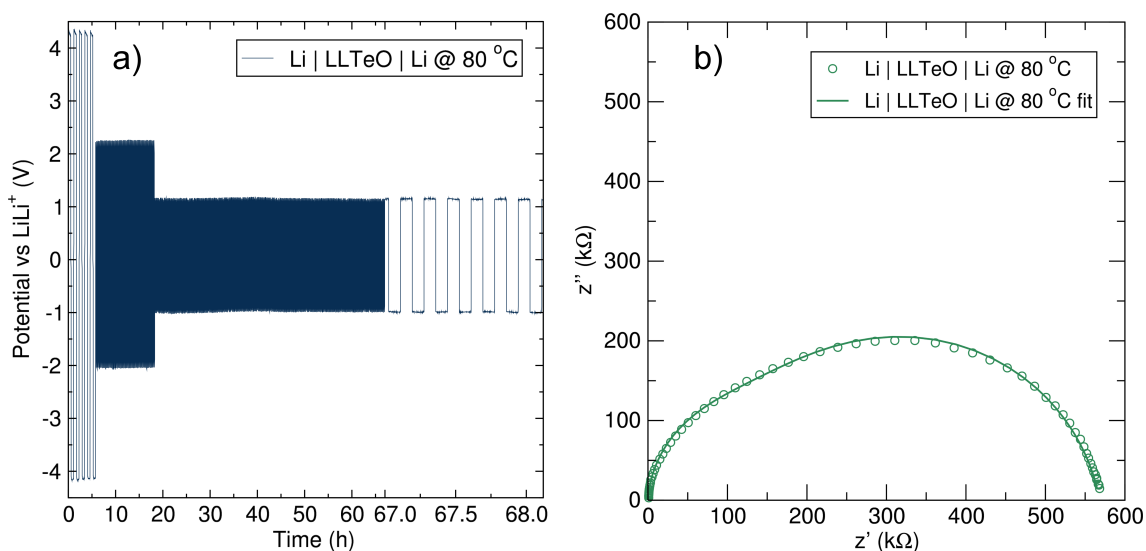 a)
Li | LLTeO | Li @ 80 °C
4
3
2
1
0
-1
-2
-3
-4
Potential vs LiLi⁺ (V)
0 10 20 30 40 50 60 67.0 67.5 68.0
Time (h)
b)
Li | LLTeO | Li @ 80 °C
Li | LLTeO | Li @ 80 °C fit
600
500
400
300
200
100
0
z'' (kΩ)
0 100 200 300 400 500 600
z' (kΩ)